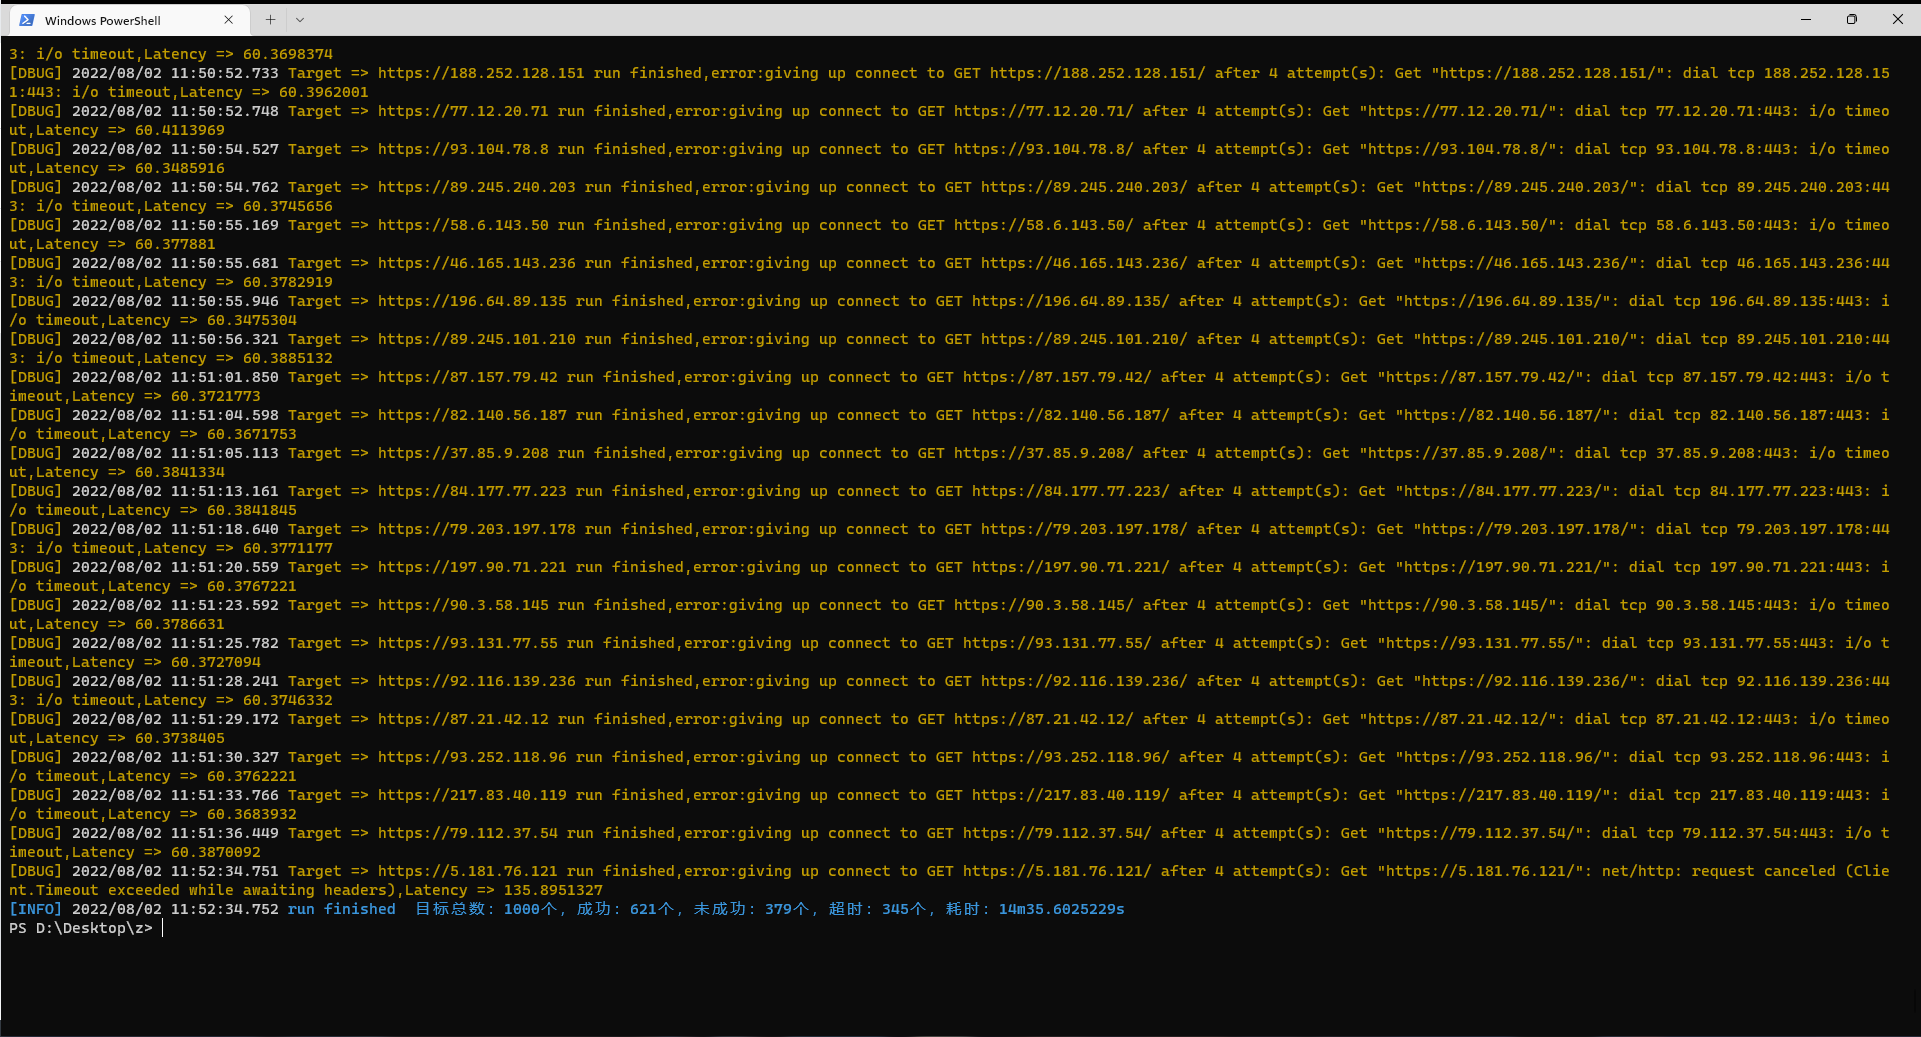 Windows PowerShell
3: i/o timeout,Latency => 60.3698374
[DBUG] 2022/08/02 11:50:52.733 Target => https://188.252.128.151 run finished,error:giving up connect to GET https://188.252.128.151/ after 4 attempt(s): Get "https://188.252.128.151/": dial tcp 188.252.128.15
1:443: i/o timeout,Latency => 60.3962001
[DBUG] 2022/08/02 11:50:52.748 Target => https://77.12.20.71 run finished,error:giving up connect to GET https://77.12.20.71/ after 4 attempt(s): Get "https://77.12.20.71/": dial tcp 77.12.20.71:443: i/o timeo
ut,Latency => 60.4113969
[DBUG] 2022/08/02 11:50:54.527 Target => https://93.104.78.8 run finished,error:giving up connect to GET https://93.104.78.8/ after 4 attempt(s): Get "https://93.104.78.8/": dial tcp 93.104.78.8:443: i/o timeo
ut,Latency => 60.3485916
[DBUG] 2022/08/02 11:50:54.762 Target => https://89.245.240.203 run finished,error:giving up connect to GET https://89.245.240.203/ after 4 attempt(s): Get "https://89.245.240.203/": dial tcp 89.245.240.203:44
3: i/o timeout,Latency => 60.3745656
[DBUG] 2022/08/02 11:50:55.169 Target => https://58.6.143.50 run finished,error:giving up connect to GET https://58.6.143.50/ after 4 attempt(s): Get "https://58.6.143.50/": dial tcp 58.6.143.50:443: i/o timeo
ut,Latency => 60.377881
[DBUG] 2022/08/02 11:50:55.681 Target => https://46.165.143.236 run finished,error:giving up connect to GET https://46.165.143.236/ after 4 attempt(s): Get "https://46.165.143.236/": dial tcp 46.165.143.236:44
3: i/o timeout,Latency => 60.3782919
[DBUG] 2022/08/02 11:50:55.946 Target => https://196.64.89.135 run finished,error:giving up connect to GET https://196.64.89.135/ after 4 attempt(s): Get "https://196.64.89.135/": dial tcp 196.64.89.135:443: i
/o timeout,Latency => 60.3475304
[DBUG] 2022/08/02 11:50:56.321 Target => https://89.245.101.210 run finished,error:giving up connect to GET https://89.245.101.210/ after 4 attempt(s): Get "https://89.245.101.210/": dial tcp 89.245.101.210:44
3: i/o timeout,Latency => 60.3885132
[DBUG] 2022/08/02 11:51:01.850 Target => https://87.157.79.42 run finished,error:giving up connect to GET https://87.157.79.42/ after 4 attempt(s): Get "https://87.157.79.42/": dial tcp 87.157.79.42:443: i/o t
imeout,Latency => 60.3721773
[DBUG] 2022/08/02 11:51:04.598 Target => https://82.140.56.187 run finished,error:giving up connect to GET https://82.140.56.187/ after 4 attempt(s): Get "https://82.140.56.187/": dial tcp 82.140.56.187:443: i
/o timeout,Latency => 60.3671753
[DBUG] 2022/08/02 11:51:05.113 Target => https://37.85.9.208 run finished,error:giving up connect to GET https://37.85.9.208/ after 4 attempt(s): Get "https://37.85.9.208/": dial tcp 37.85.9.208:443: i/o timeo
ut,Latency => 60.3841334
[DBUG] 2022/08/02 11:51:13.161 Target => https://84.177.77.223 run finished,error:giving up connect to GET https://84.177.77.223/ after 4 attempt(s): Get "https://84.177.77.223/": dial tcp 84.177.77.223:443: i
/o timeout,Latency => 60.3841845
[DBUG] 2022/08/02 11:51:18.640 Target => https://79.203.197.178 run finished,error:giving up connect to GET https://79.203.197.178/ after 4 attempt(s): Get "https://79.203.197.178/": dial tcp 79.203.197.178:44
3: i/o timeout,Latency => 60.3771177
[DBUG] 2022/08/02 11:51:20.559 Target => https://197.90.71.221 run finished,error:giving up connect to GET https://197.90.71.221/ after 4 attempt(s): Get "https://197.90.71.221/": dial tcp 197.90.71.221:443: i
/o timeout,Latency => 60.3767221
[DBUG] 2022/08/02 11:51:23.592 Target => https://90.3.58.145 run finished,error:giving up connect to GET https://90.3.58.145/ after 4 attempt(s): Get "https://90.3.58.145/": dial tcp 90.3.58.145:443: i/o timeo
ut,Latency => 60.3786631
[DBUG] 2022/08/02 11:51:25.782 Target => https://93.131.77.55 run finished,error:giving up connect to GET https://93.131.77.55/ after 4 attempt(s): Get "https://93.131.77.55/": dial tcp 93.131.77.55:443: i/o t
imeout,Latency => 60.3727094
[DBUG] 2022/08/02 11:51:28.241 Target => https://92.116.139.236 run finished,error:giving up connect to GET https://92.116.139.236/ after 4 attempt(s): Get "https://92.116.139.236/": dial tcp 92.116.139.236:44
3: i/o timeout,Latency => 60.3746332
[DBUG] 2022/08/02 11:51:29.172 Target => https://87.21.42.12 run finished,error:giving up connect to GET https://87.21.42.12/ after 4 attempt(s): Get "https://87.21.42.12/": dial tcp 87.21.42.12:443: i/o timeo
ut,Latency => 60.3738405
[DBUG] 2022/08/02 11:51:30.327 Target => https://93.252.118.96 run finished,error:giving up connect to GET https://93.252.118.96/ after 4 attempt(s): Get "https://93.252.118.96/": dial tcp 93.252.118.96:443: i
/o timeout,Latency => 60.3762221
[DBUG] 2022/08/02 11:51:33.766 Target => https://217.83.40.119 run finished,error:giving up connect to GET https://217.83.40.119/ after 4 attempt(s): Get "https://217.83.40.119/": dial tcp 217.83.40.119:443: i
/o timeout,Latency => 60.3683932
[DBUG] 2022/08/02 11:51:36.449 Target => https://79.112.37.54 run finished,error:giving up connect to GET https://79.112.37.54/ after 4 attempt(s): Get "https://79.112.37.54/": dial tcp 79.112.37.54:443: i/o t
imeout,Latency => 60.3870092
[DBUG] 2022/08/02 11:52:34.751 Target => https://5.181.76.121 run finished,error:giving up connect to GET https://5.181.76.121/ after 4 attempt(s): Get "https://5.181.76.121/": net/http: request canceled (Clie
nt.Timeout exceeded while awaiting headers),Latency => 135.8951327
[INFO] 2022/08/02 11:52:34.752 run finished  目标总数: 1000个, 成功: 621个, 未成功: 379个, 超时: 345个, 耗时: 14m35.6025229s
PS D:\Desktop\z>